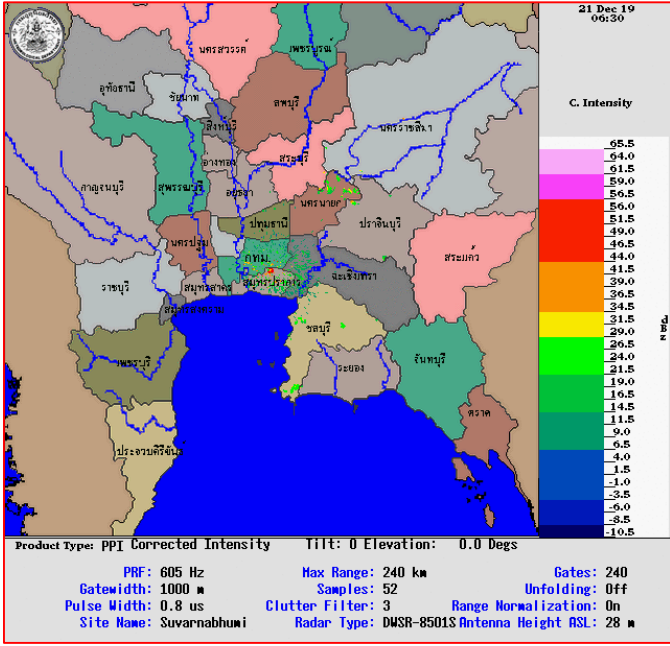 21 Dec 19
06:30
C. Intensity
นครสวรรค์
เพชรบูรณ์
อุทัยธานี
ชัยนาท
ลพบุรี
สิงหบุรี
นครราชสีมา
อ่างทอง
สระบุรี
กาญจนบุรี
สุพรรณบุรี
อยุธยา
นครนายก
ปทุมธานี
ปราจีนบุรี
นครปฐม
กทม
สระแก้ว
ฉะเชิงเทรา
ราชบุรี
สมุทรสาคร
สมุทรปราการ
ชลบุรี
เพชรบุรี
ระยอง
จันทบุรี
ตราด
ประจวบคีรีขันธ์
65.5
64.0
61.5
59.0
56.5
56.0
51.5
49.0
46.5
44.0
41.5
39.0
36.5
34.5
31.5
29.0
26.5
24.0
21.5
19.0
16.5
14.5
11.5
9.0
6.5
4.0
1.5
-1.0
-3.5
-6.0
-8.5
-10.5
Product Type: PPI Corrected Intensity Tilt: 0 Elevation: 0.0 Degs
PRF: 605 Hz Max Range: 240 km Gates: 240
Gatewidth: 1000 m Samples: 52 Unfolding: Off
Pulse Width: 0.8 us Clutter Filter: 3 Range Normalization: On
Site Name: Suvarnabhumi Radar Type: DWSR-8501S Antenna Height ASL: 28 m